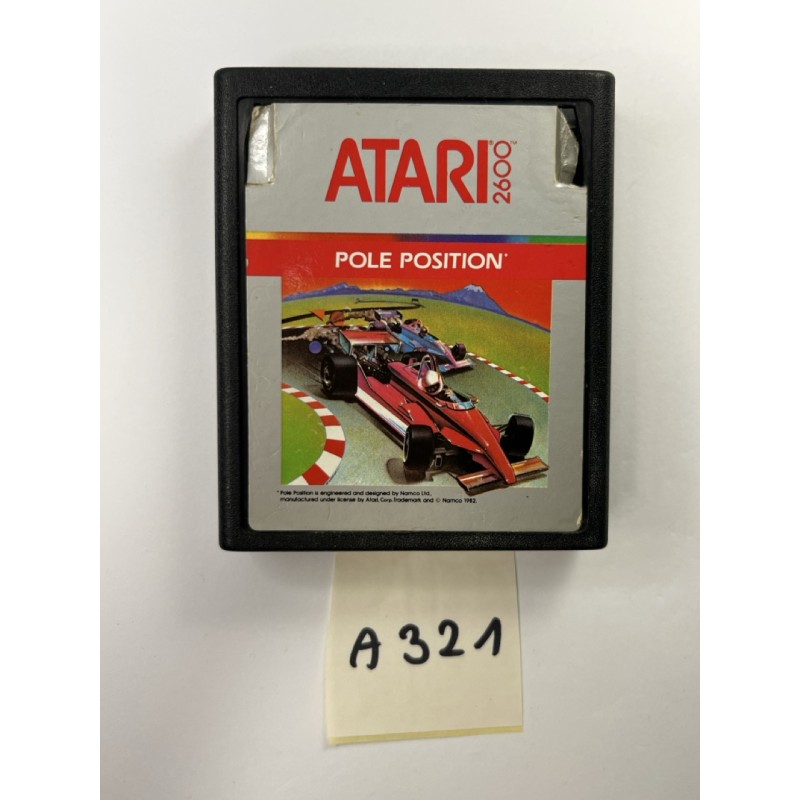 ATARI® 2600™
POLE POSITION*
*Pole Position is engineered and designed by Namco Ltd.,
manufactured under license by Atari, Corp. Trademark and © Namco 1982.
A321